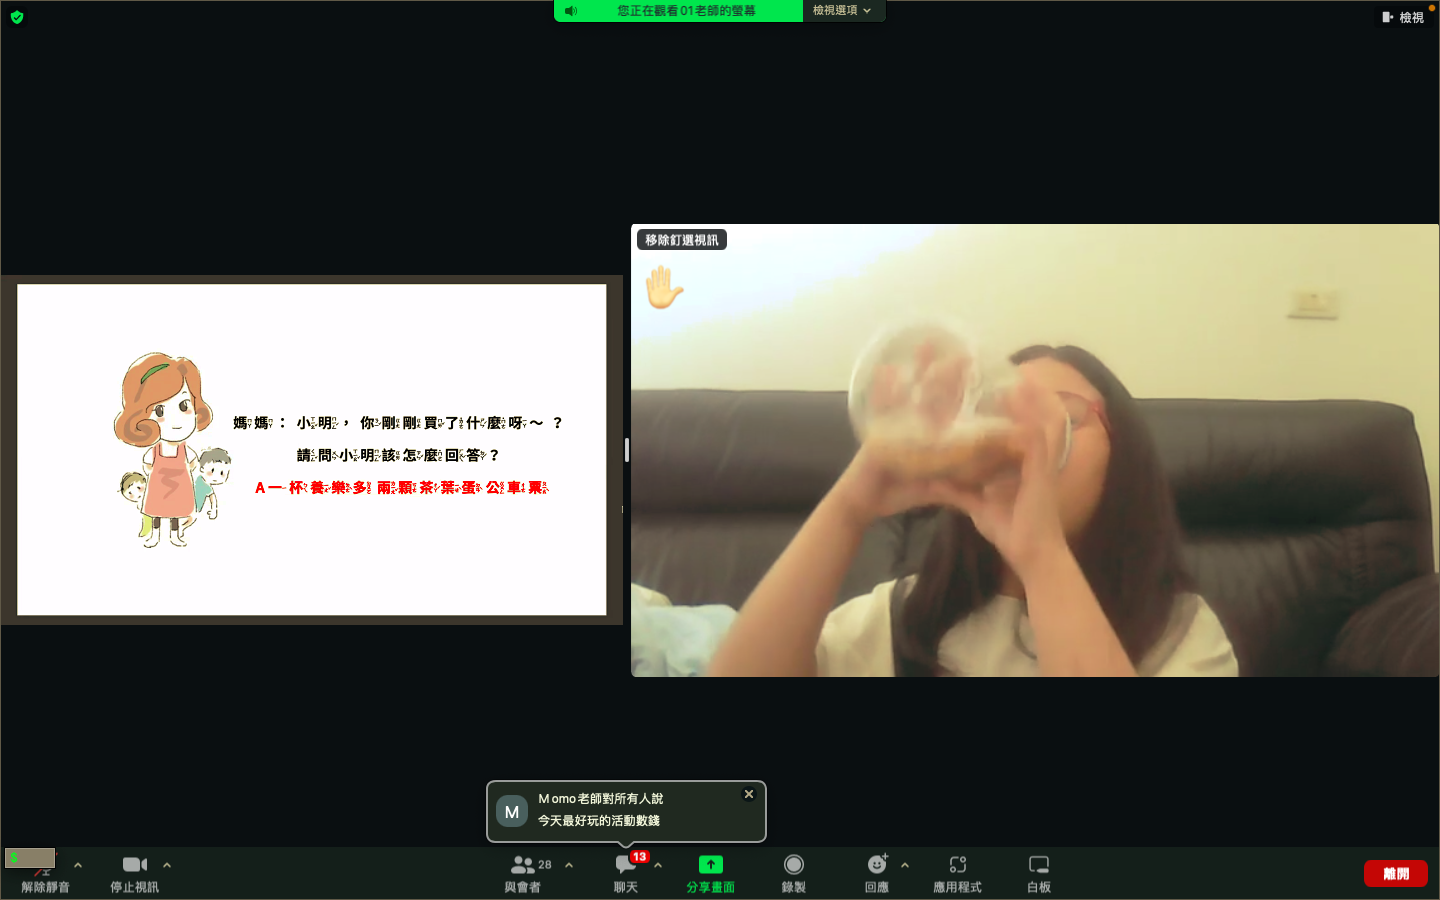 您正在觀看01老師的螢幕
檢視選項
檢視
移除釘選視訊
媽媽： 小明， 你剛剛買了什麼呀～ ？
請問小明該怎麼回答？
A 一杯養樂多 兩顆茶葉蛋 公車票
M
Momo老師對所有人說
今天最好玩的活動數錢
$
解除靜音
停止視訊
28
與會者
13
聊天
分享畫面
錄製
回應
應用程式
白板
離開